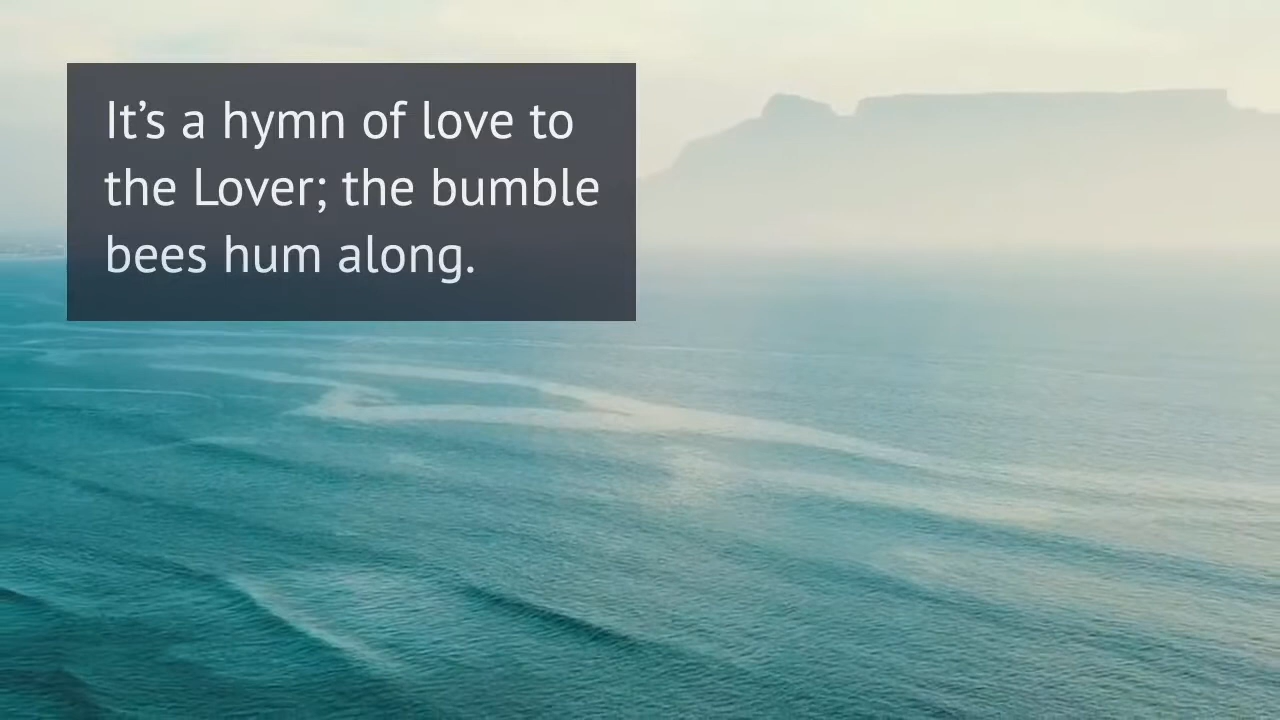 It’s a hymn of love to
the Lover; the bumble
bees hum along.